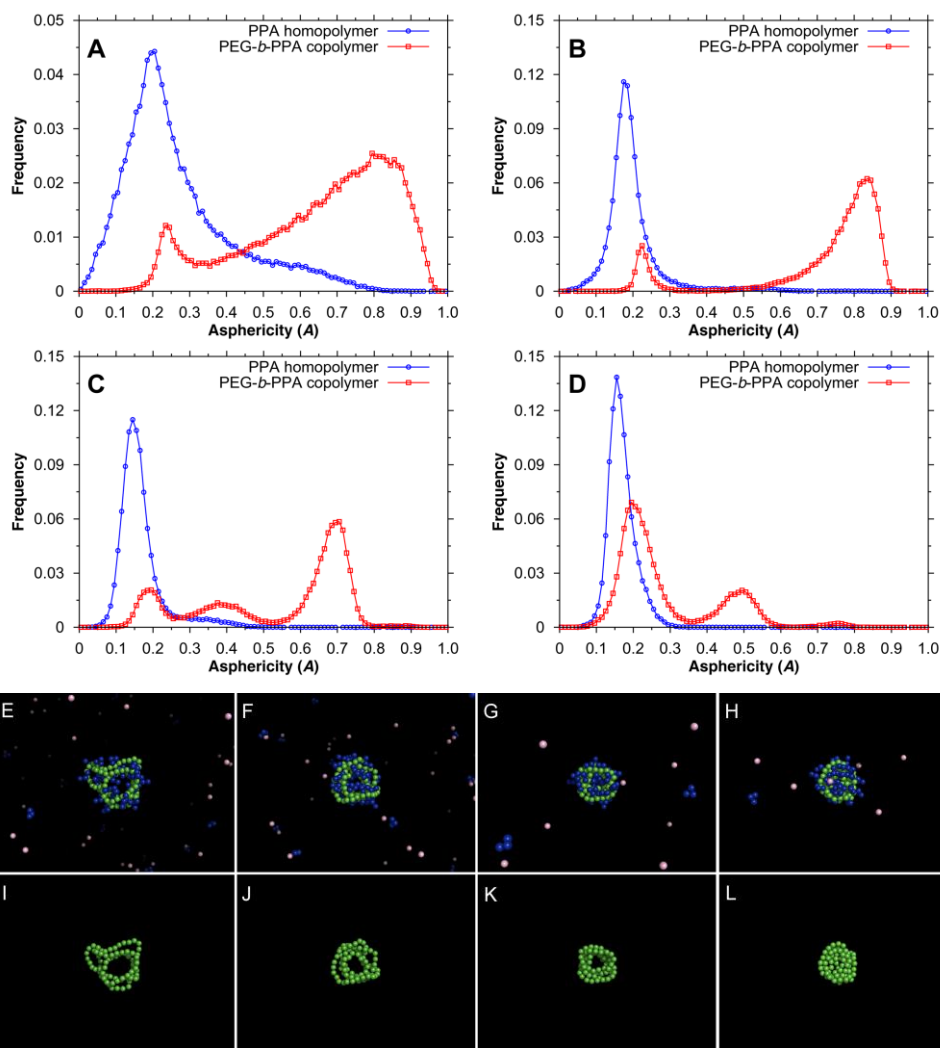 A
PPA homopolymer
PEG-b-PPA copolymer
0.05
0.04
0.03
0.02
0.01
0
Frequency
0 0.1 0.2 0.3 0.4 0.5 0.6 0.7 0.8 0.9 1.0
Asphericity (A)
B
PPA homopolymer
PEG-b-PPA copolymer
0.15
0.12
0.09
0.06
0.03
0
Frequency
0 0.1 0.2 0.3 0.4 0.5 0.6 0.7 0.8 0.9 1.0
Asphericity (A)
C
PPA homopolymer
PEG-b-PPA copolymer
0.15
0.12
0.09
0.06
0.03
0
Frequency
0 0.1 0.2 0.3 0.4 0.5 0.6 0.7 0.8 0.9 1.0
Asphericity (A)
D
PPA homopolymer
PEG-b-PPA copolymer
0.15
0.12
0.09
0.06
0.03
0
Frequency
0 0.1 0.2 0.3 0.4 0.5 0.6 0.7 0.8 0.9 1.0
Asphericity (A)
E
F
G
H
I
J
K
L